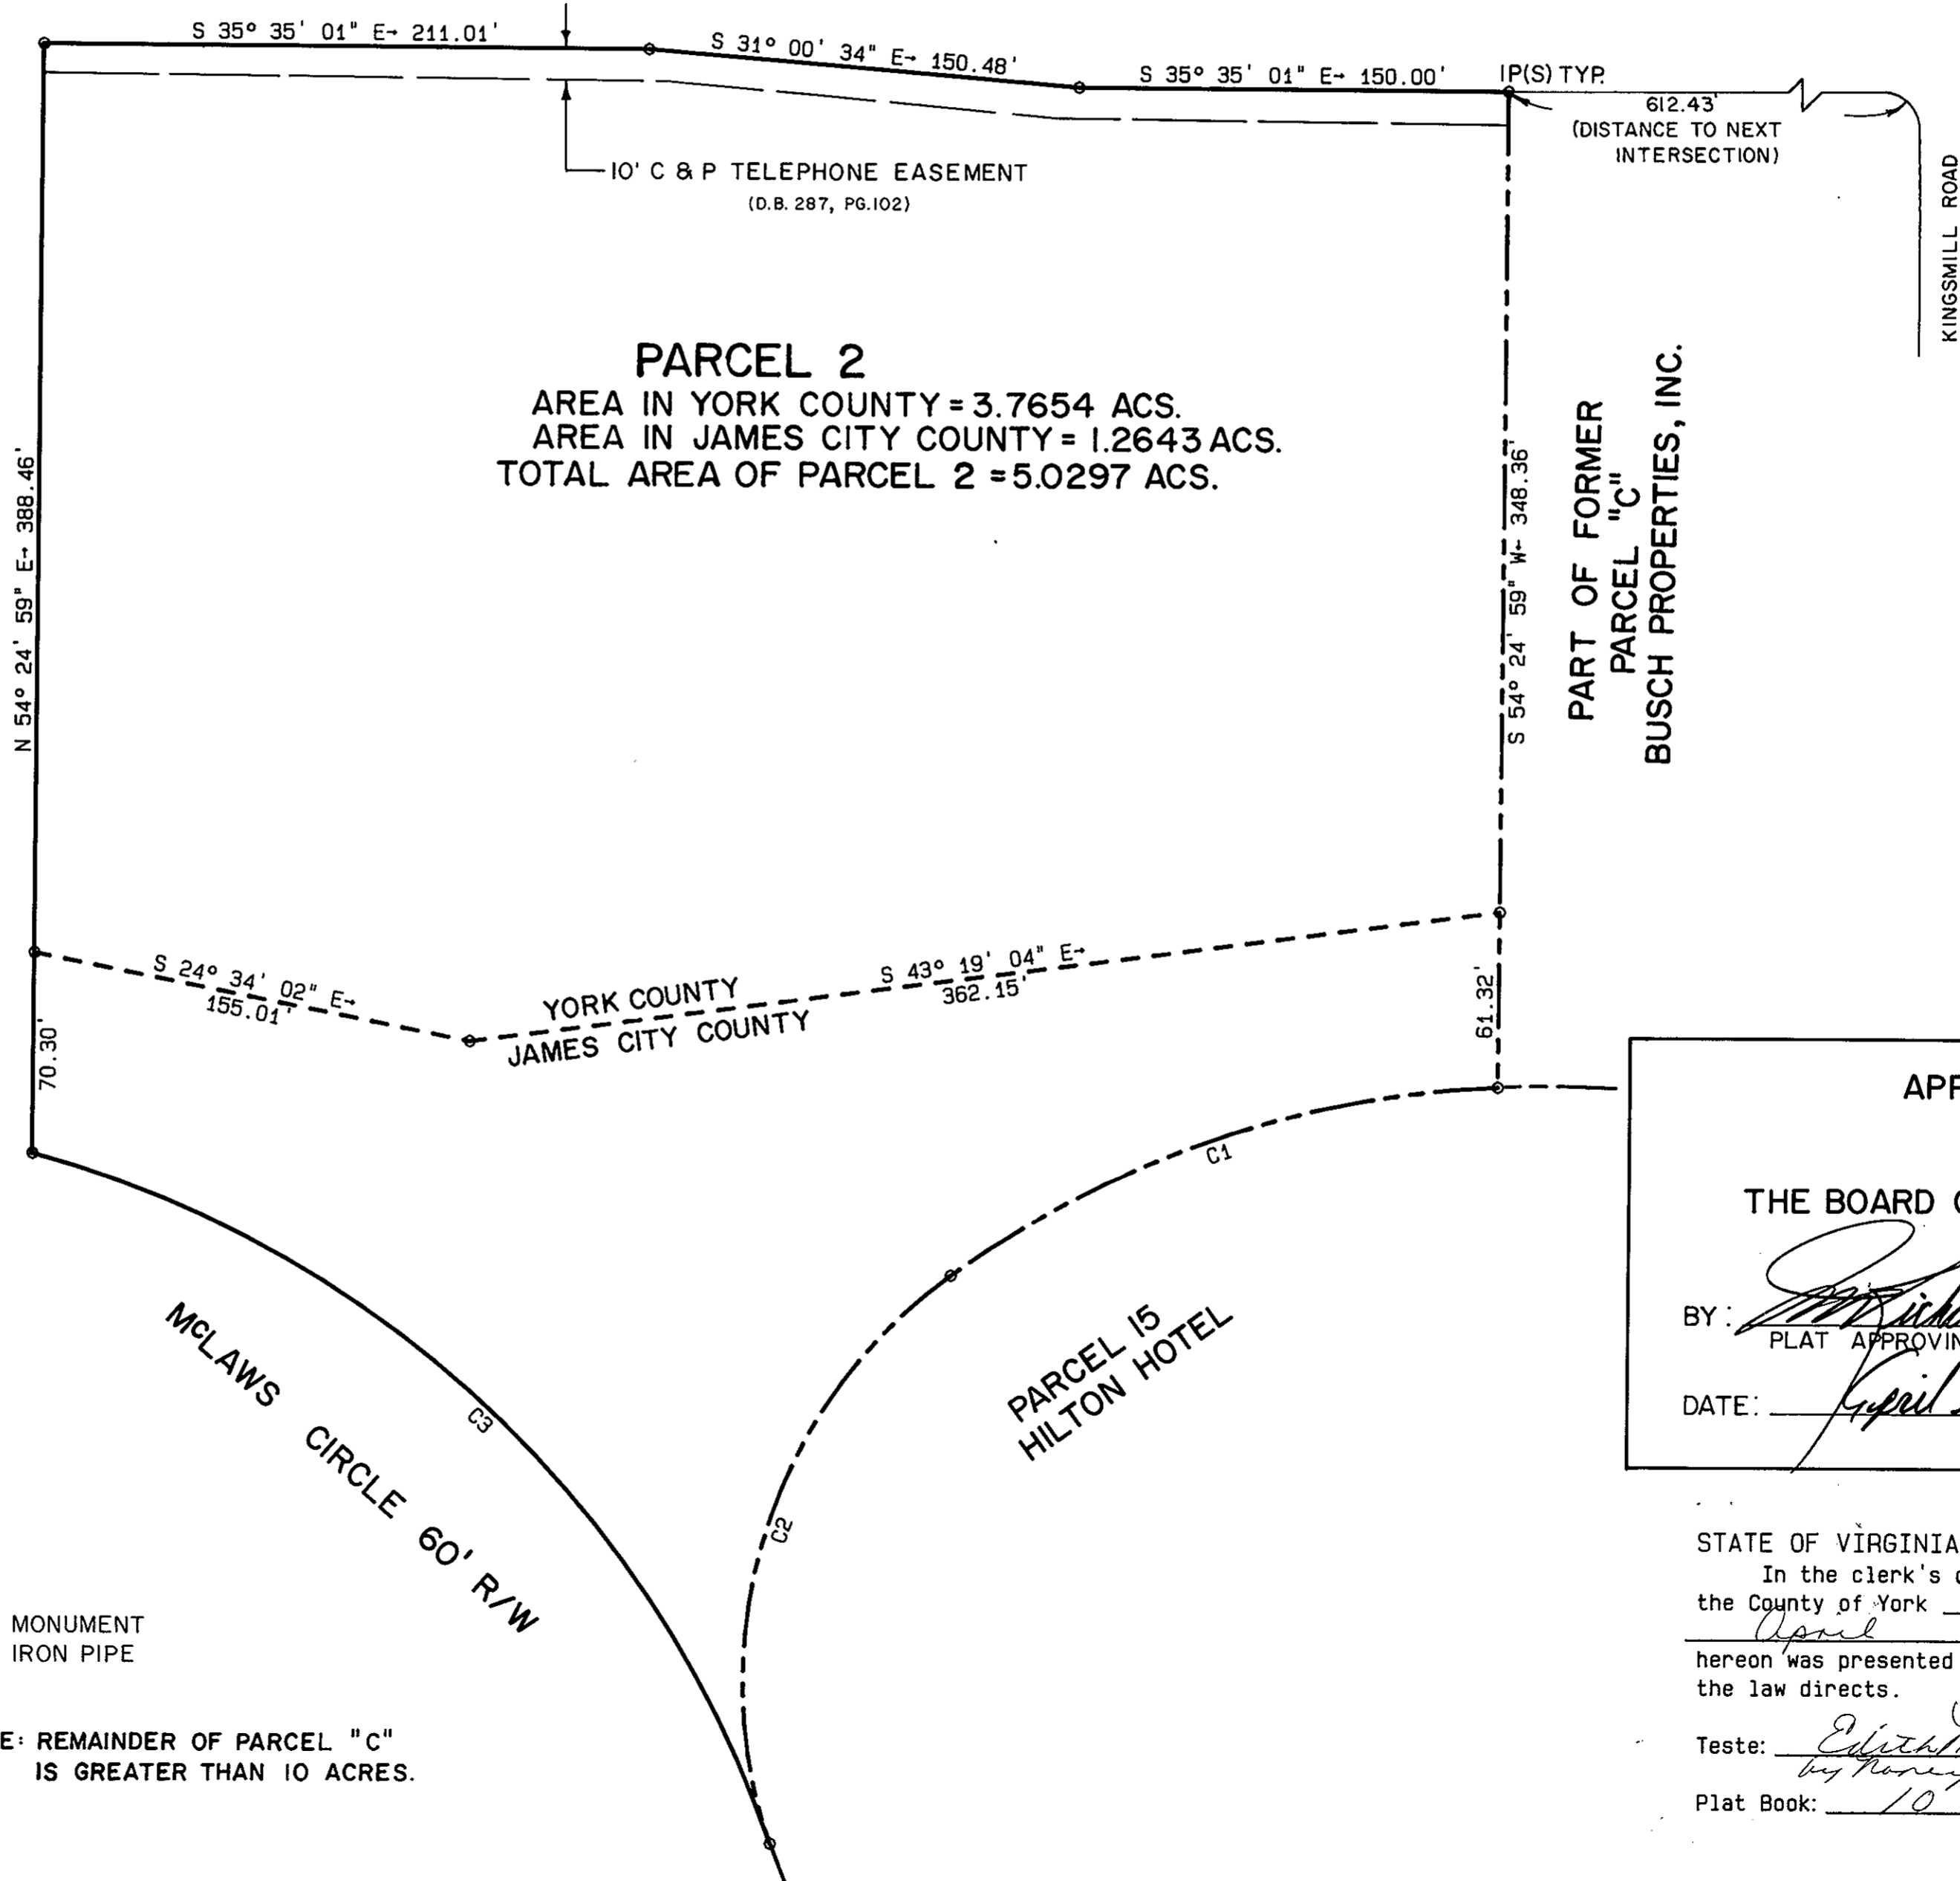 S 35° 35' 01" E→ 211.01'
S 31° 00' 34" E→ 150.48'
S 35° 35' 01" E→ 150.00'
IP(S) TYP.
612.43'
(DISTANCE TO NEXT
INTERSECTION)
KINGSMILL ROAD
10' C & P TELEPHONE EASEMENT
(D.B. 287, PG.102)
PARCEL 2
AREA IN YORK COUNTY = 3.7654 ACS.
AREA IN JAMES CITY COUNTY = 1.2643 ACS.
TOTAL AREA OF PARCEL 2 = 5.0297 ACS.
N 54° 24' 59" E→ 388.46'
S 54° 24' 59" W← 348.36'
PART OF FORMER
PARCEL "C"
BUSCH PROPERTIES, INC.
S 24° 34' 02" E→
155.01'
YORK COUNTY
JAMES CITY COUNTY
S 43° 19' 04" E→
362.15'
61.32'
70.30'
C1
C2
C3
McLAWS CIRCLE 60' R/W
PARCEL 15
HILTON HOTEL
APP
THE BOARD
BY:
PLAT APPROVIN
DATE: April
STATE OF VIRGINIA
In the clerk's
the County of York
April
hereon was presented
the law directs.
Teste: Edith
by Nancy
Plat Book: 10
MONUMENT
IRON PIPE
E: REMAINDER OF PARCEL "C"
IS GREATER THAN 10 ACRES.